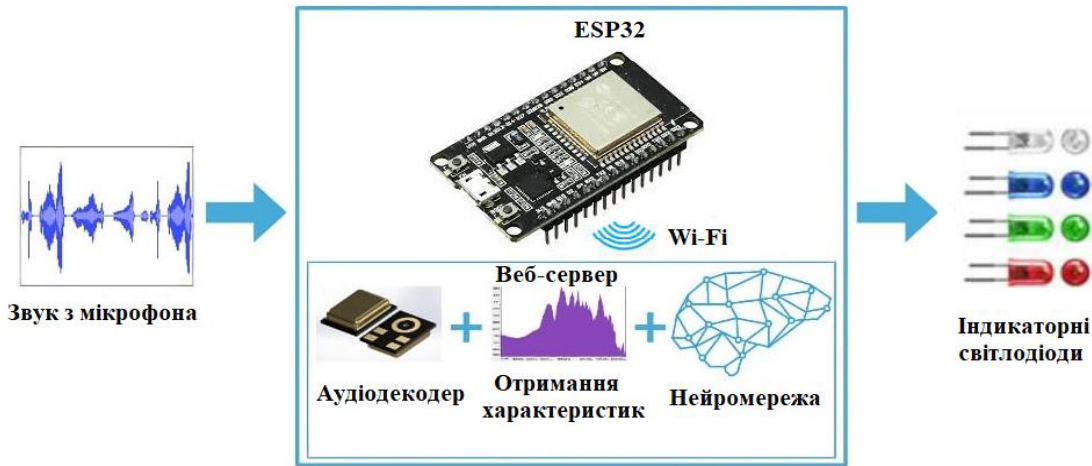 ESP32
Wi-Fi
Звук з мікрофона
Веб-сервер
Аудіодекодер
Отримання
характеристик
Нейромережа
Індикаторні
світлодіоди